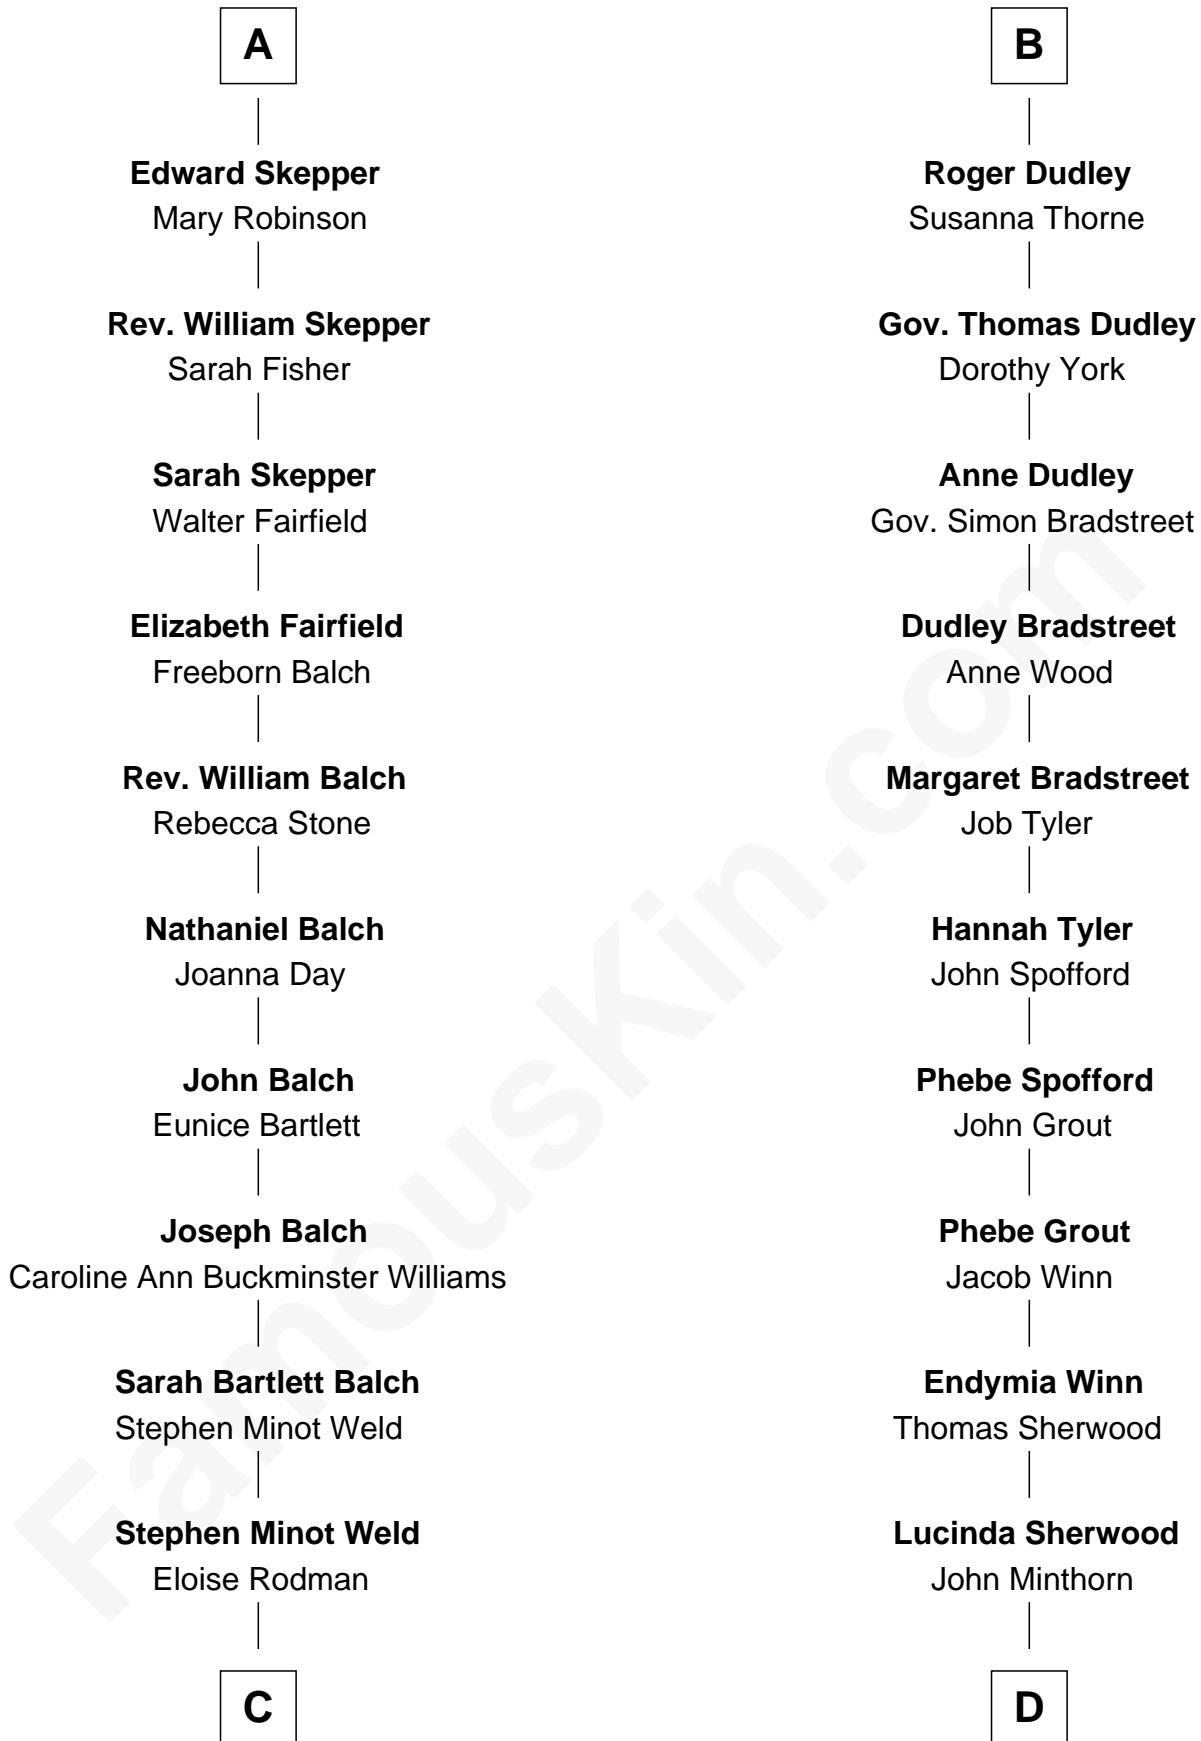 A
Edward Skepper
Mary Robinson
Rev. William Skepper
Sarah Fisher
Sarah Skepper
Walter Fairfield
Elizabeth Fairfield
Freeborn Balch
Rev. William Balch
Rebecca Stone
Nathaniel Balch
Joanna Day
John Balch
Eunice Bartlett
Joseph Balch
Caroline Ann Buckminster Williams
Sarah Bartlett Balch
Stephen Minot Weld
Stephen Minot Weld
Eloise Rodman
C
B
Roger Dudley
Susanna Thorne
Gov. Thomas Dudley
Dorothy York
Anne Dudley
Gov. Simon Bradstreet
Dudley Bradstreet
Anne Wood
Margaret Bradstreet
Job Tyler
Hannah Tyler
John Spofford
Phebe Spofford
John Grout
Phebe Grout
Jacob Winn
Endymia Winn
Thomas Sherwood
Lucinda Sherwood
John Minthorn
D
FamousKin.com